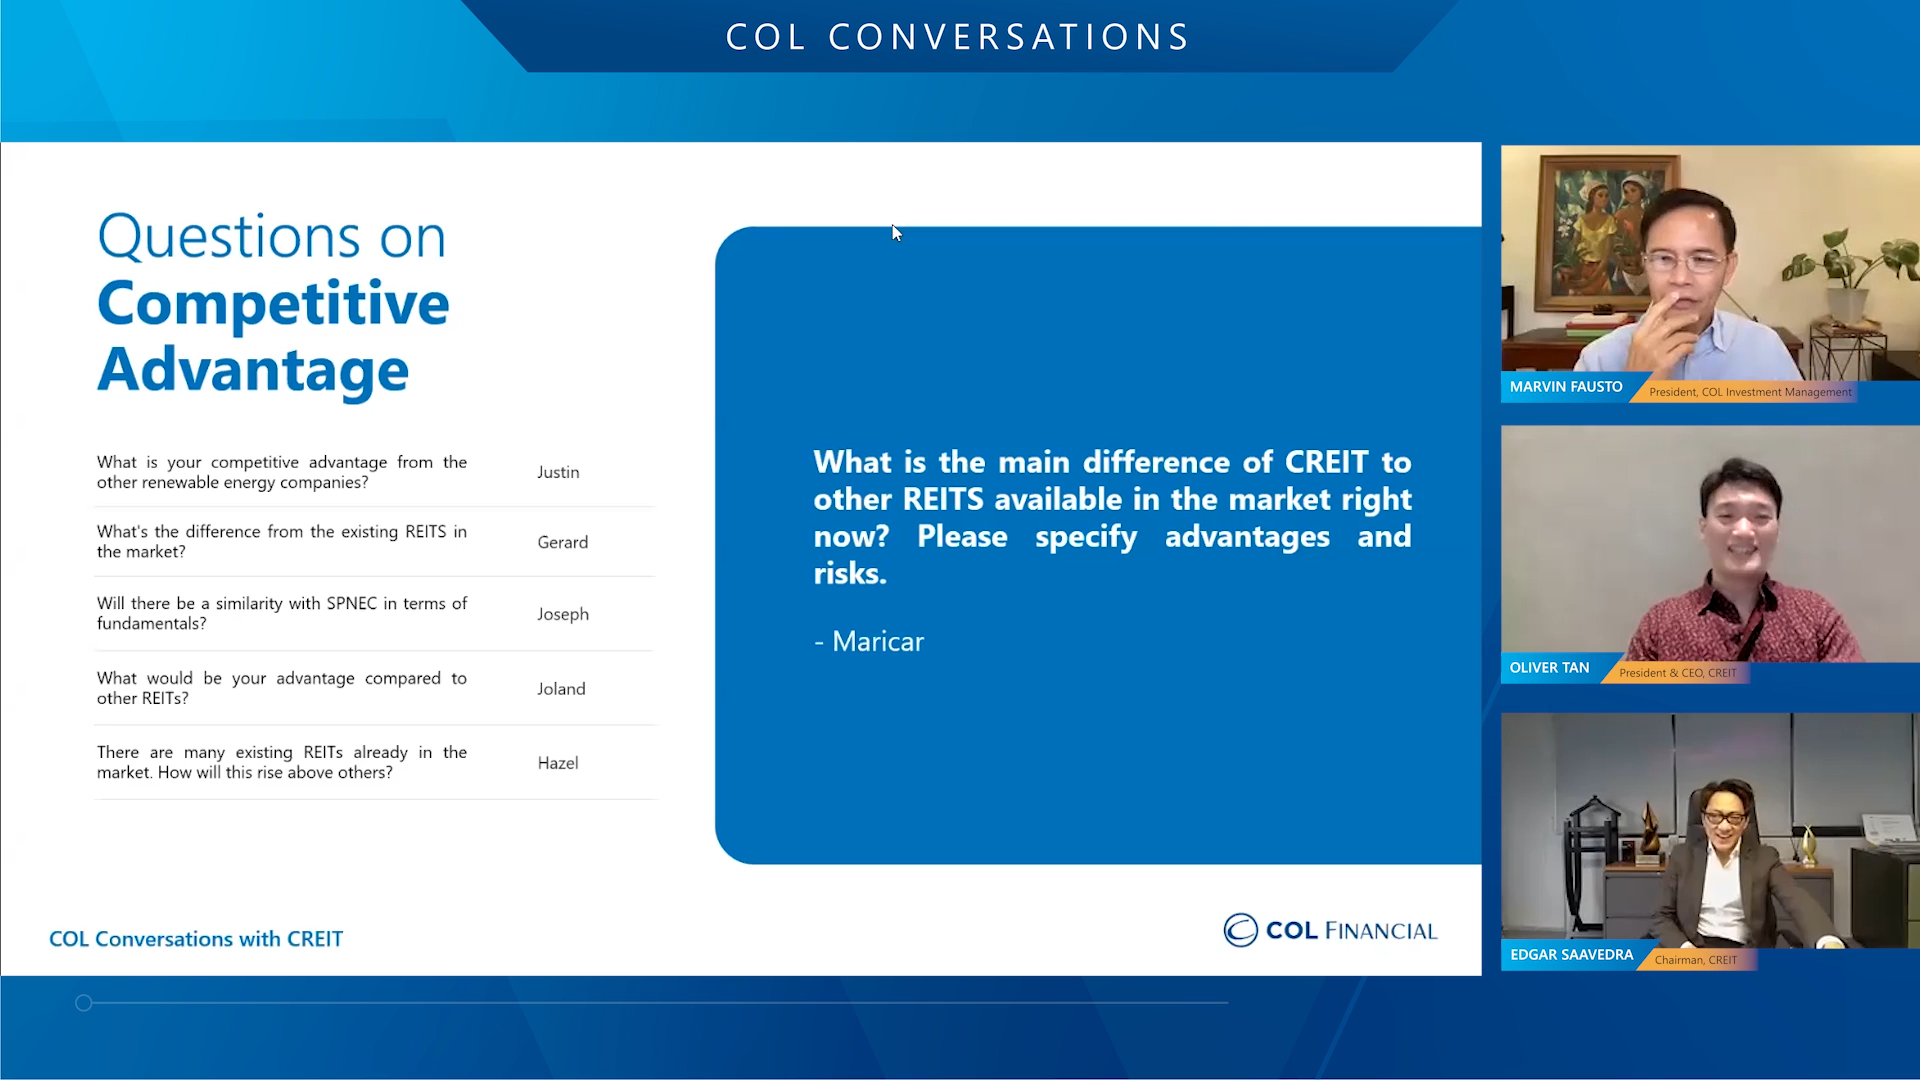 COL CONVERSATIONS
Questions on
Competitive
Advantage
What is your competitive advantage from the
other renewable energy companies?
Justin
What's the difference from the existing REITS in
the market?
Gerard
Will there be a similarity with SPNEC in terms of
fundamentals?
Joseph
What would be your advantage compared to
other REITs?
Joland
There are many existing REITs already in the
market. How will this rise above others?
Hazel
What is the main difference of CREIT to
other REITS available in the market right
now? Please specify advantages and
risks.
- Maricar
COL Conversations with CREIT
COL FINANCIAL
MARVIN FAUSTO
President, COL Investment Management
OLIVER TAN
President & CEO, CREIT
EDGAR SAAVEDRA
Chairman, CREIT